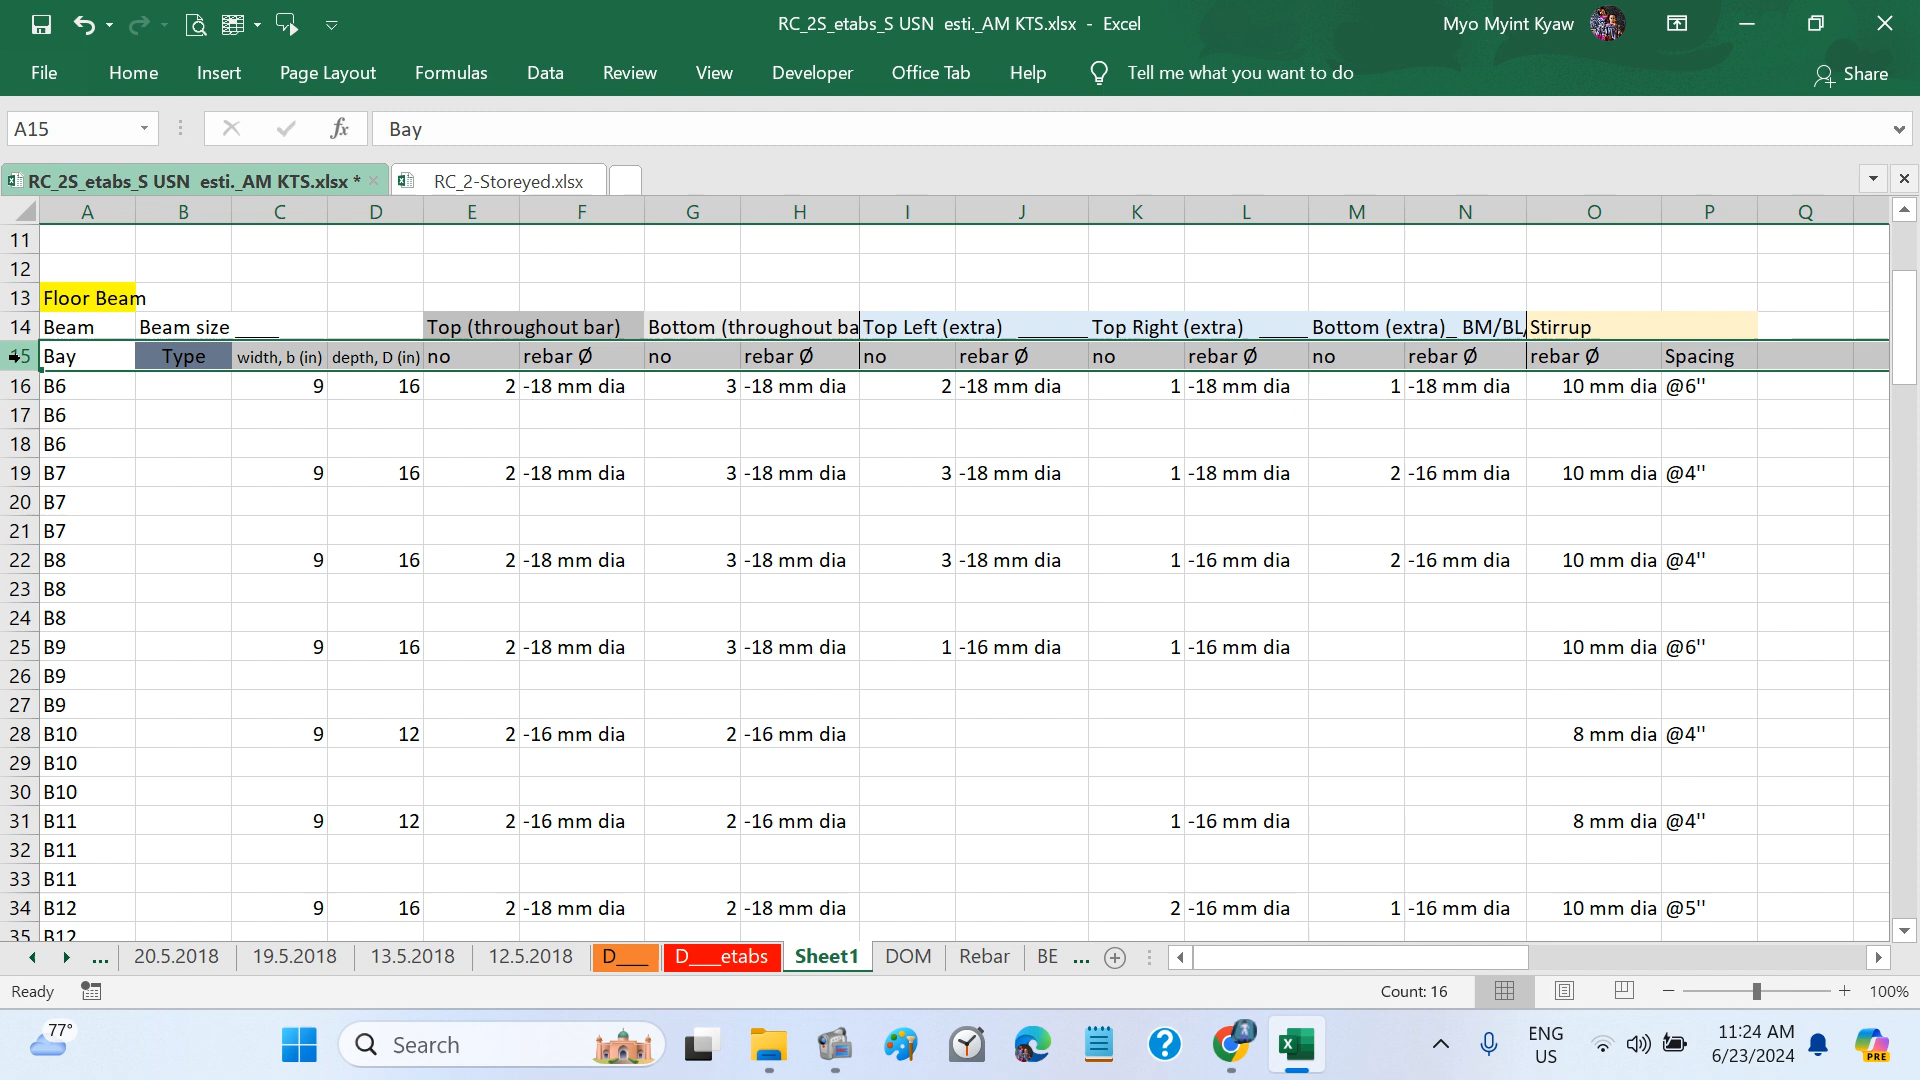 RC_2S_etabs_S USN  esti._AM KTS.xlsx  -  Excel
Myo Myint Kyaw
File Home Insert Page Layout Formulas Data Review View Developer Office Tab Help Tell me what you want to do Share
A15 fx Bay
RC_2S_etabs_S USN  esti._AM KTS.xlsx * RC_2-Storeyed.xlsx
A B C D E F G H I J K L M N O P Q
11
12
13 Floor Beam
14 Beam Beam size ____ Top (throughout bar) Bottom (throughout ba Top Left (extra) ______ Top Right (extra) ____ Bottom (extra)_ BM/BL/ Stirrup
15 Bay Type width, b (in) depth, D (in) no rebar Ø no rebar Ø no rebar Ø no rebar Ø no rebar Ø rebar Ø Spacing
16 B6 9 16 2 -18 mm dia 3 -18 mm dia 2 -18 mm dia 1 -18 mm dia 1 -18 mm dia 10 mm dia @6''
17 B6
18 B6
19 B7 9 16 2 -18 mm dia 3 -18 mm dia 3 -18 mm dia 1 -18 mm dia 2 -16 mm dia 10 mm dia @4''
20 B7
21 B7
22 B8 9 16 2 -18 mm dia 3 -18 mm dia 3 -18 mm dia 1 -16 mm dia 2 -16 mm dia 10 mm dia @4''
23 B8
24 B8
25 B9 9 16 2 -18 mm dia 3 -18 mm dia 1 -16 mm dia 1 -16 mm dia 10 mm dia @6''
26 B9
27 B9
28 B10 9 12 2 -16 mm dia 2 -16 mm dia 8 mm dia @4''
29 B10
30 B10
31 B11 9 12 2 -16 mm dia 2 -16 mm dia 1 -16 mm dia 8 mm dia @4''
32 B11
33 B11
34 B12 9 16 2 -18 mm dia 2 -18 mm dia 2 -16 mm dia 1 -16 mm dia 10 mm dia @5''
35 B12
... 20.5.2018 19.5.2018 13.5.2018 12.5.2018 D___ D___etabs Sheet1 DOM Rebar BE ...
Ready Count: 16 100%
77° Search ENG 11:24 AM
US 6/23/2024 PRE